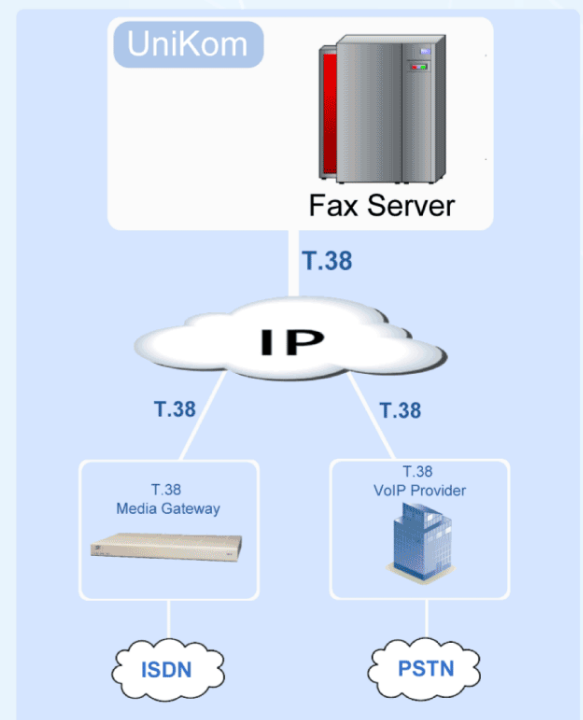 UniKom
Fax Server
T.38
IP
T.38
T.38
T.38
Media Gateway
T.38
VoIP Provider
ISDN
PSTN